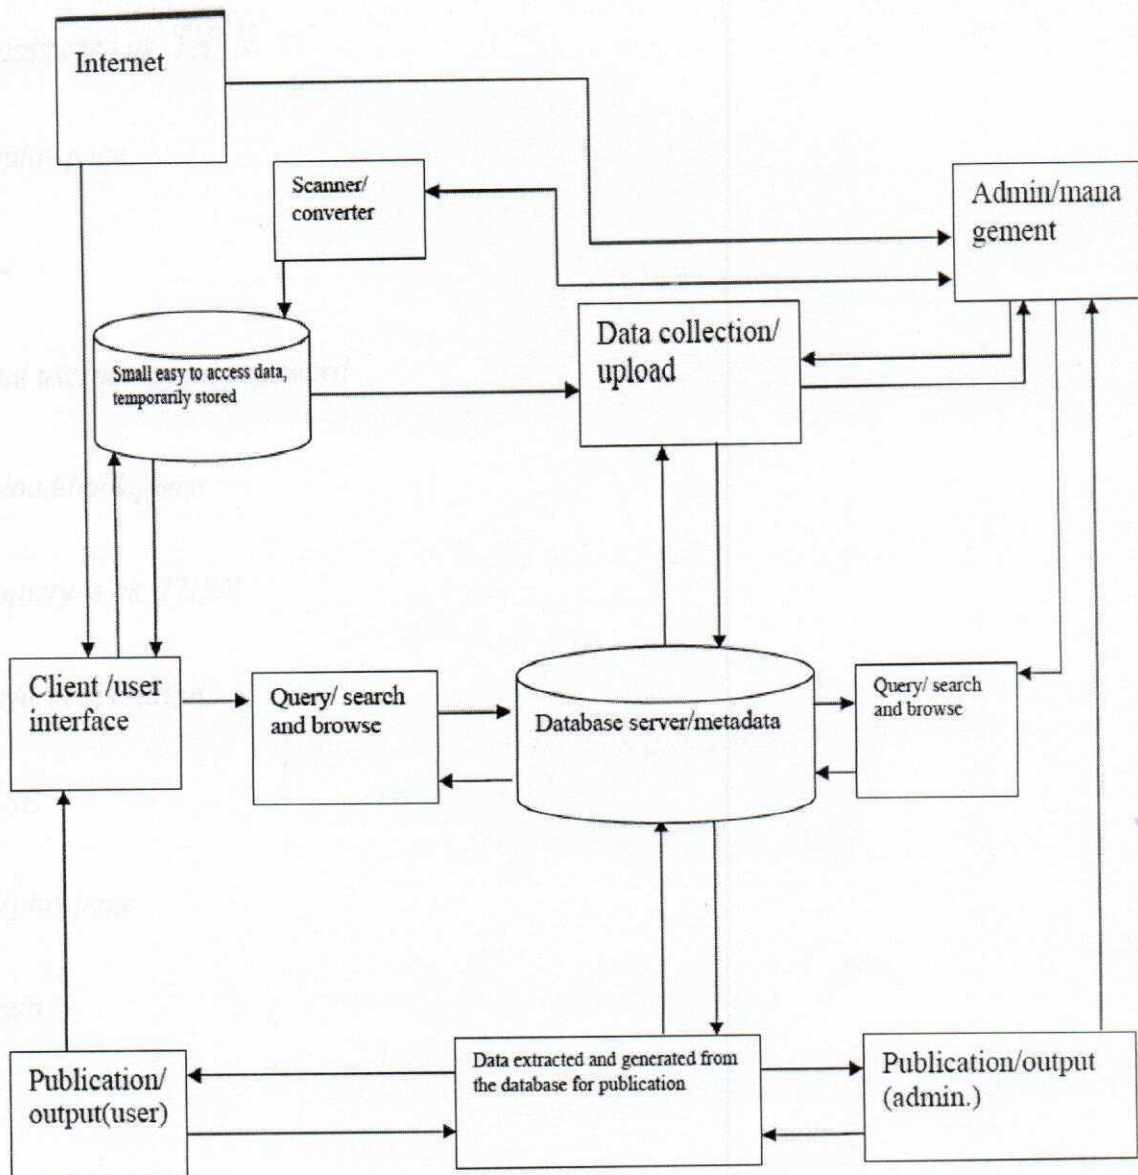 Internet
Scanner/
converter
Admin/mana
gement
Data collection/
upload
Small easy to access data,
temporarily stored
Client /user
interface
Query/ search
and browse
Database server/metadata
Query/ search
and browse
Data extracted and generated from
the database for publication
Publication/
output(user)
Publication/output
(admin.)